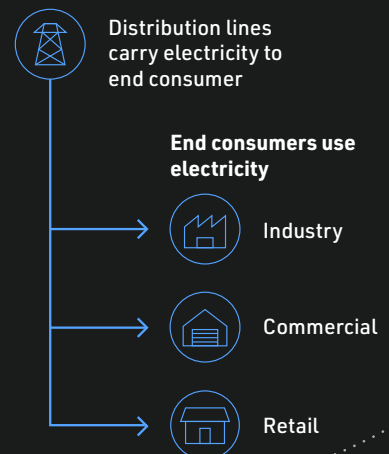 Distribution lines
carry electricity to
end consumer
End consumers use
electricity
Industry
Commercial
Retail